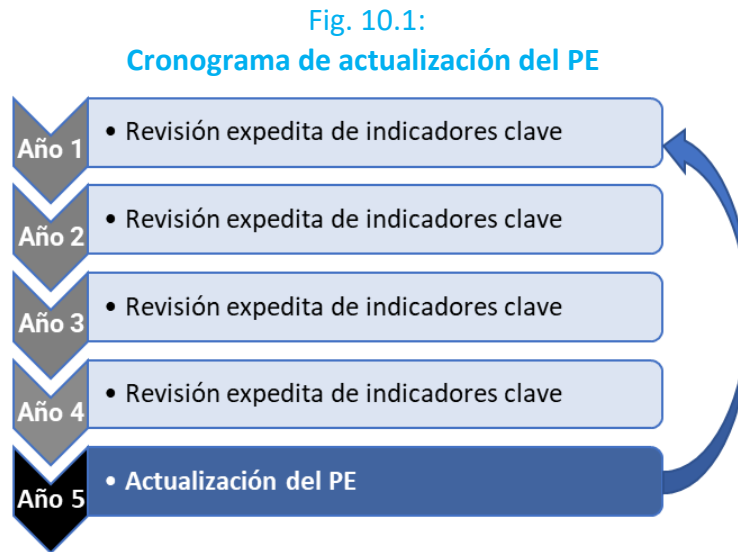 Fig. 10.1:
Cronograma de actualización del PE
Año 1
• Revisión expedita de indicadores clave
Año 2
• Revisión expedita de indicadores clave
Año 3
• Revisión expedita de indicadores clave
Año 4
• Revisión expedita de indicadores clave
Año 5
• Actualización del PE